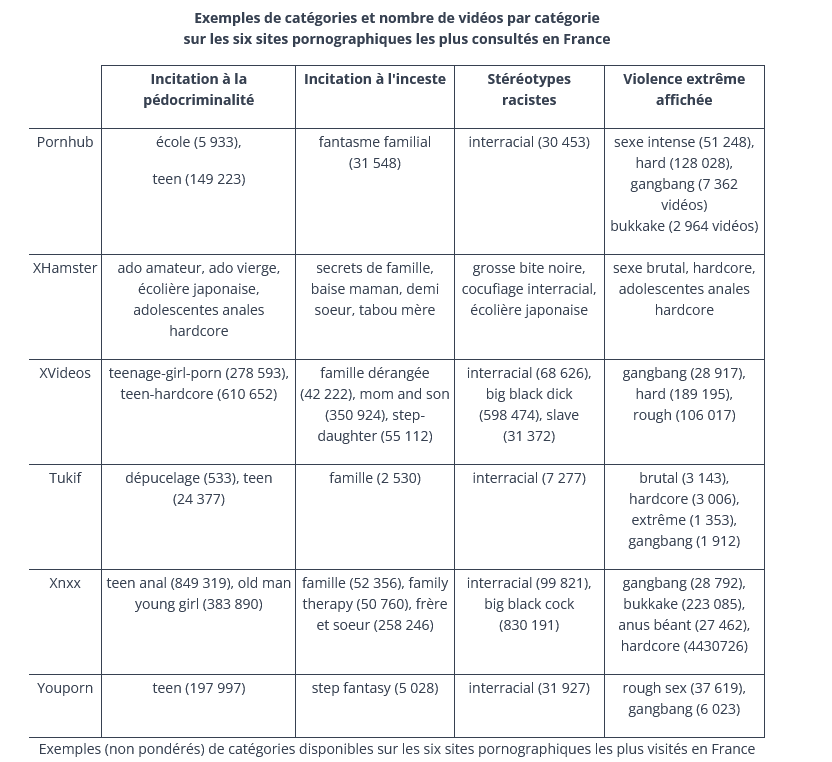 Exemples de catégories et nombre de vidéos par catégorie
sur les six sites pornographiques les plus consultés en France
Incitation à la
pédocriminalité
Incitation à l'inceste
Stéréotypes
racistes
Violence extrême
affichée
Pornhub
école (5 933),
teen (149 223)
fantasme familial
(31 548)
interracial (30 453)
sexe intense (51 248),
hard (128 028),
gangbang (7 362
vidéos)
bukkake (2 964 vidéos)
XHamster
ado amateur, ado vierge,
écolière japonaise,
adolescentes anales
hardcore
secrets de famille,
baise maman, demi
soeur, tabou mère
grosse bite noire,
cocufiage interracial,
écolière japonaise
sexe brutal, hardcore,
adolescentes anales
hardcore
XVideos
teenage-girl-porn (278 593),
teen-hardcore (610 652)
famille dérangée
(42 222), mom and son
(350 924), step-
daughter (55 112)
interracial (68 626),
big black dick
(598 474), slave
(31 372)
gangbang (28 917),
hard (189 195),
rough (106 017)
Tukif
dépucelage (533), teen
(24 377)
famille (2 530)
interracial (7 277)
brutal (3 143),
hardcore (3 006),
extrême (1 353),
gangbang (1 912)
Xnxx
teen anal (849 319), old man
young girl (383 890)
famille (52 356), family
therapy (50 760), frère
et soeur (258 246)
interracial (99 821),
big black cock
(830 191)
gangbang (28 792),
bukkake (223 085),
anus béant (27 462),
hardcore (4430726)
Youporn
teen (197 997)
step fantasy (5 028)
interracial (31 927)
rough sex (37 619),
gangbang (6 023)
Exemples (non pondérés) de catégories disponibles sur les six sites pornographiques les plus visités en France